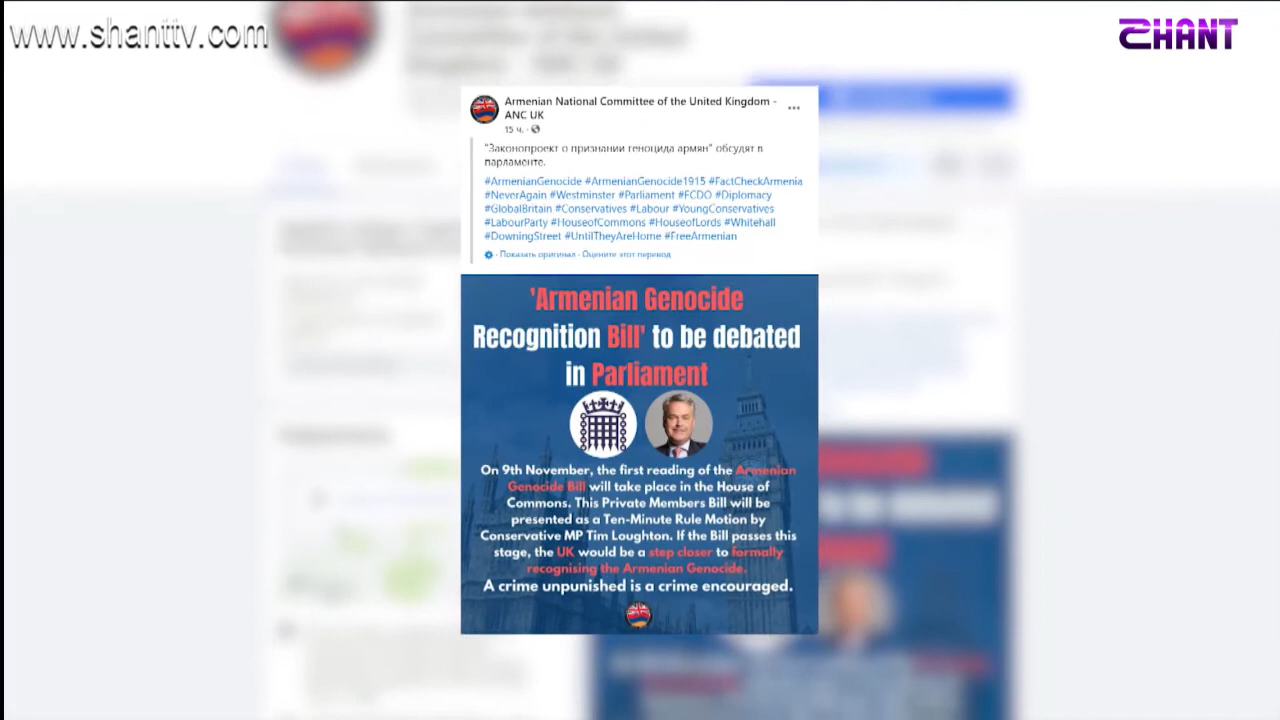 www.shanttv.com
SHANT
Armenian National Committee of the United Kingdom -
ANC UK
15 ч. ·
"Законопроект о признании геноцида армян" обсудят в
парламенте.
#ArmenianGenocide #ArmenianGenocide1915 #FactCheckArmenia
#NeverAgain #Westminster #Parliament #FCDO #Diplomacy
#GlobalBritain #Conservatives #Labour #YoungConservatives
#LabourParty #HouseofCommons #HouseofLords #Whitehall
#DowningStreet #UntilTheyAreHome #FreeArmenian
· Показать оригинал · Оцените этот перевод
'Armenian Genocide
Recognition Bill' to be debated
in Parliament
On 9th November, the first reading of the Armenian
Genocide Bill will take place in the House of
Commons. This Private Members Bill will be
presented as a Ten-Minute Rule Motion by
Conservative MP Tim Loughton. If the Bill passes this
stage, the UK would be a step closer to formally
recognising the Armenian Genocide.
A crime unpunished is a crime encouraged.